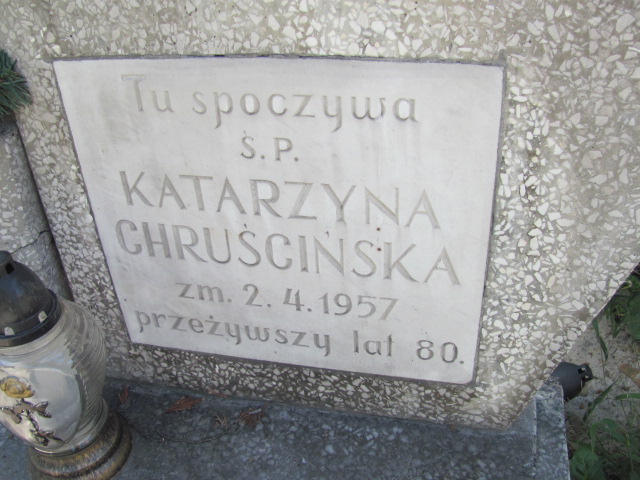 Tu spoczywa
Ś.P.
KATARZYNA
CHRUŚCIŃSKA
zm. 2.4.1957
przeżywszy lat 80.